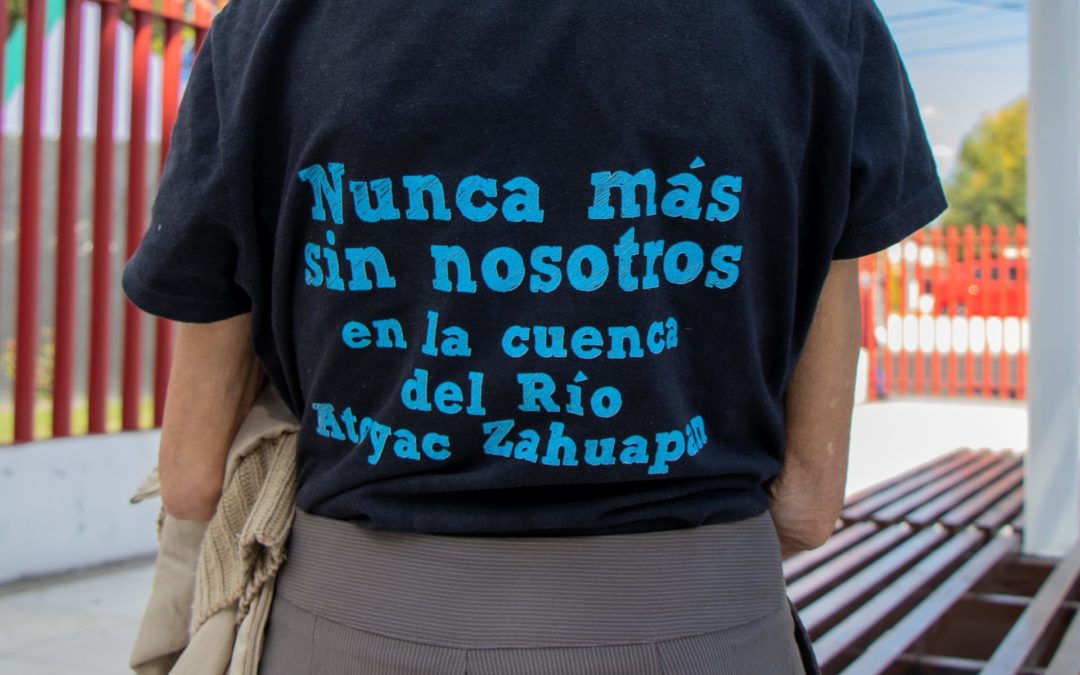 Nunca más
sin nosotros
en la cuenca
del Río
Atoyac Zahuapan